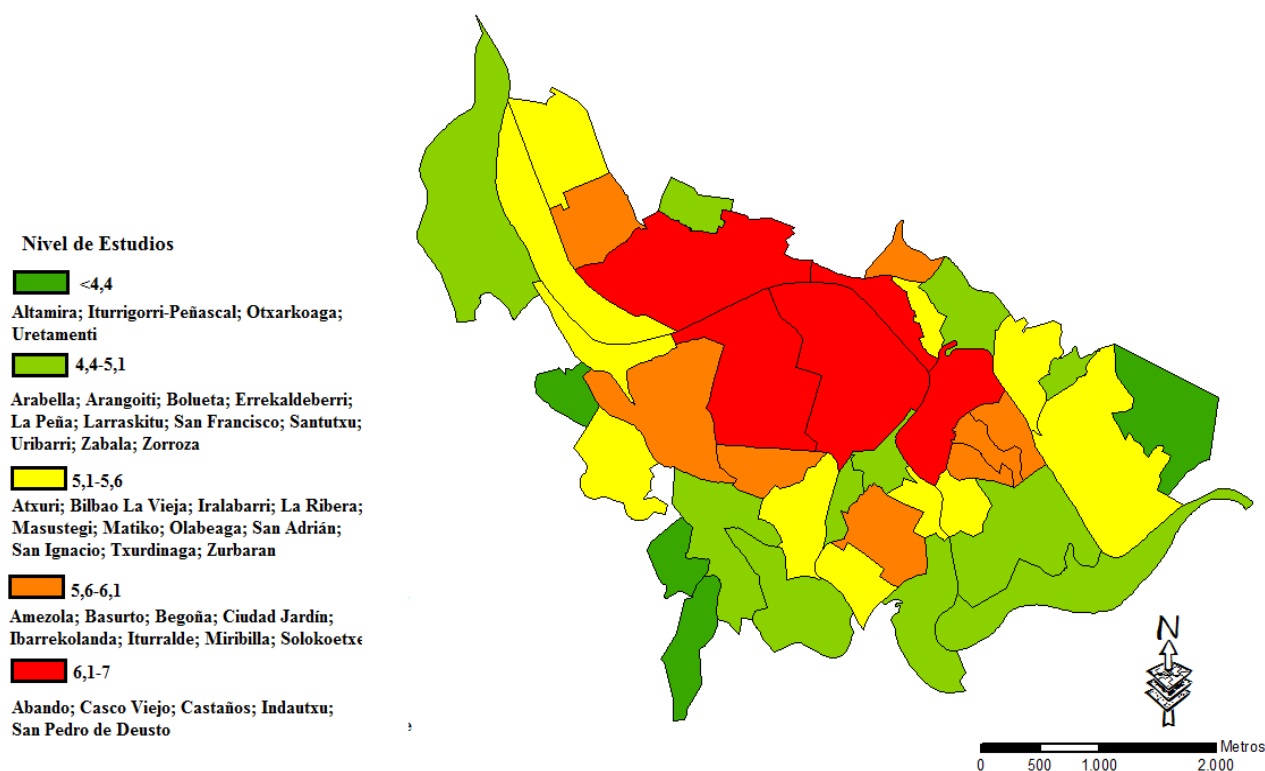 Nivel de Estudios
<4,4
Altamira; Iturrigorri-Peñascal; Otxarkoaga;
Uretamenti
4,4-5,1
Arabella; Arangoiti; Bolueta; Errekaldeberri;
La Peña; Larraskitu; San Francisco; Santutxu;
Uribarri; Zabala; Zorroza
5,1-5,6
Atxuri; Bilbao La Vieja; Iralabarri; La Ribera;
Masustegi; Matiko; Olabeaga; San Adrián;
San Ignacio; Txurdinaga; Zurbaran
5,6-6,1
Amezola; Basurto; Begoña; Ciudad Jardín;
Ibarrekolanda; Iturralde; Miribilla; Solokoetxe
6,1-7
Abando; Casco Viejo; Castaños; Indautxu;
San Pedro de Deusto
N
Metros
0 500 1.000 2.000